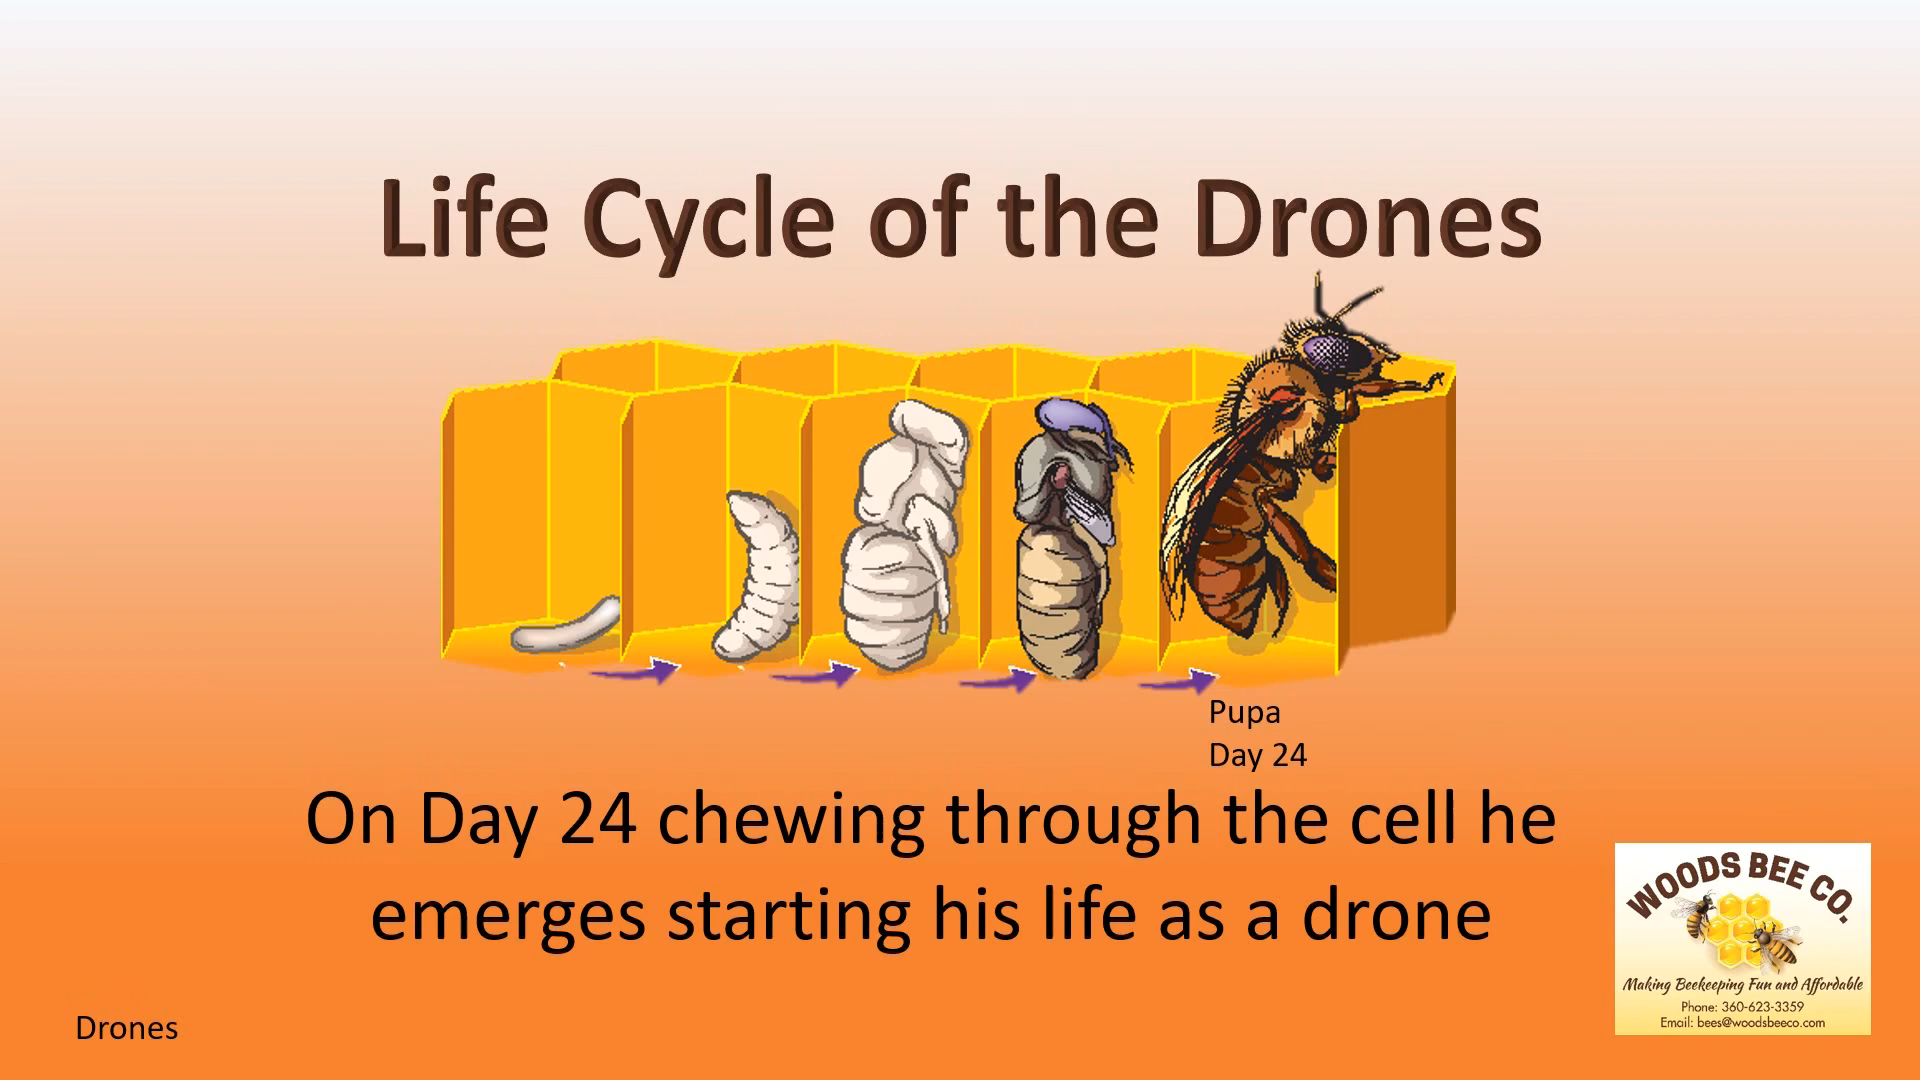 Life Cycle of the Drones
Pupa
Day 24
On Day 24 chewing through the cell he
emerges starting his life as a drone
Drones
WOODS BEE CO.
Making Beekeeping Fun and Affordable
Phone: 360-623-3359
Email: bees@woodsbeeco.com